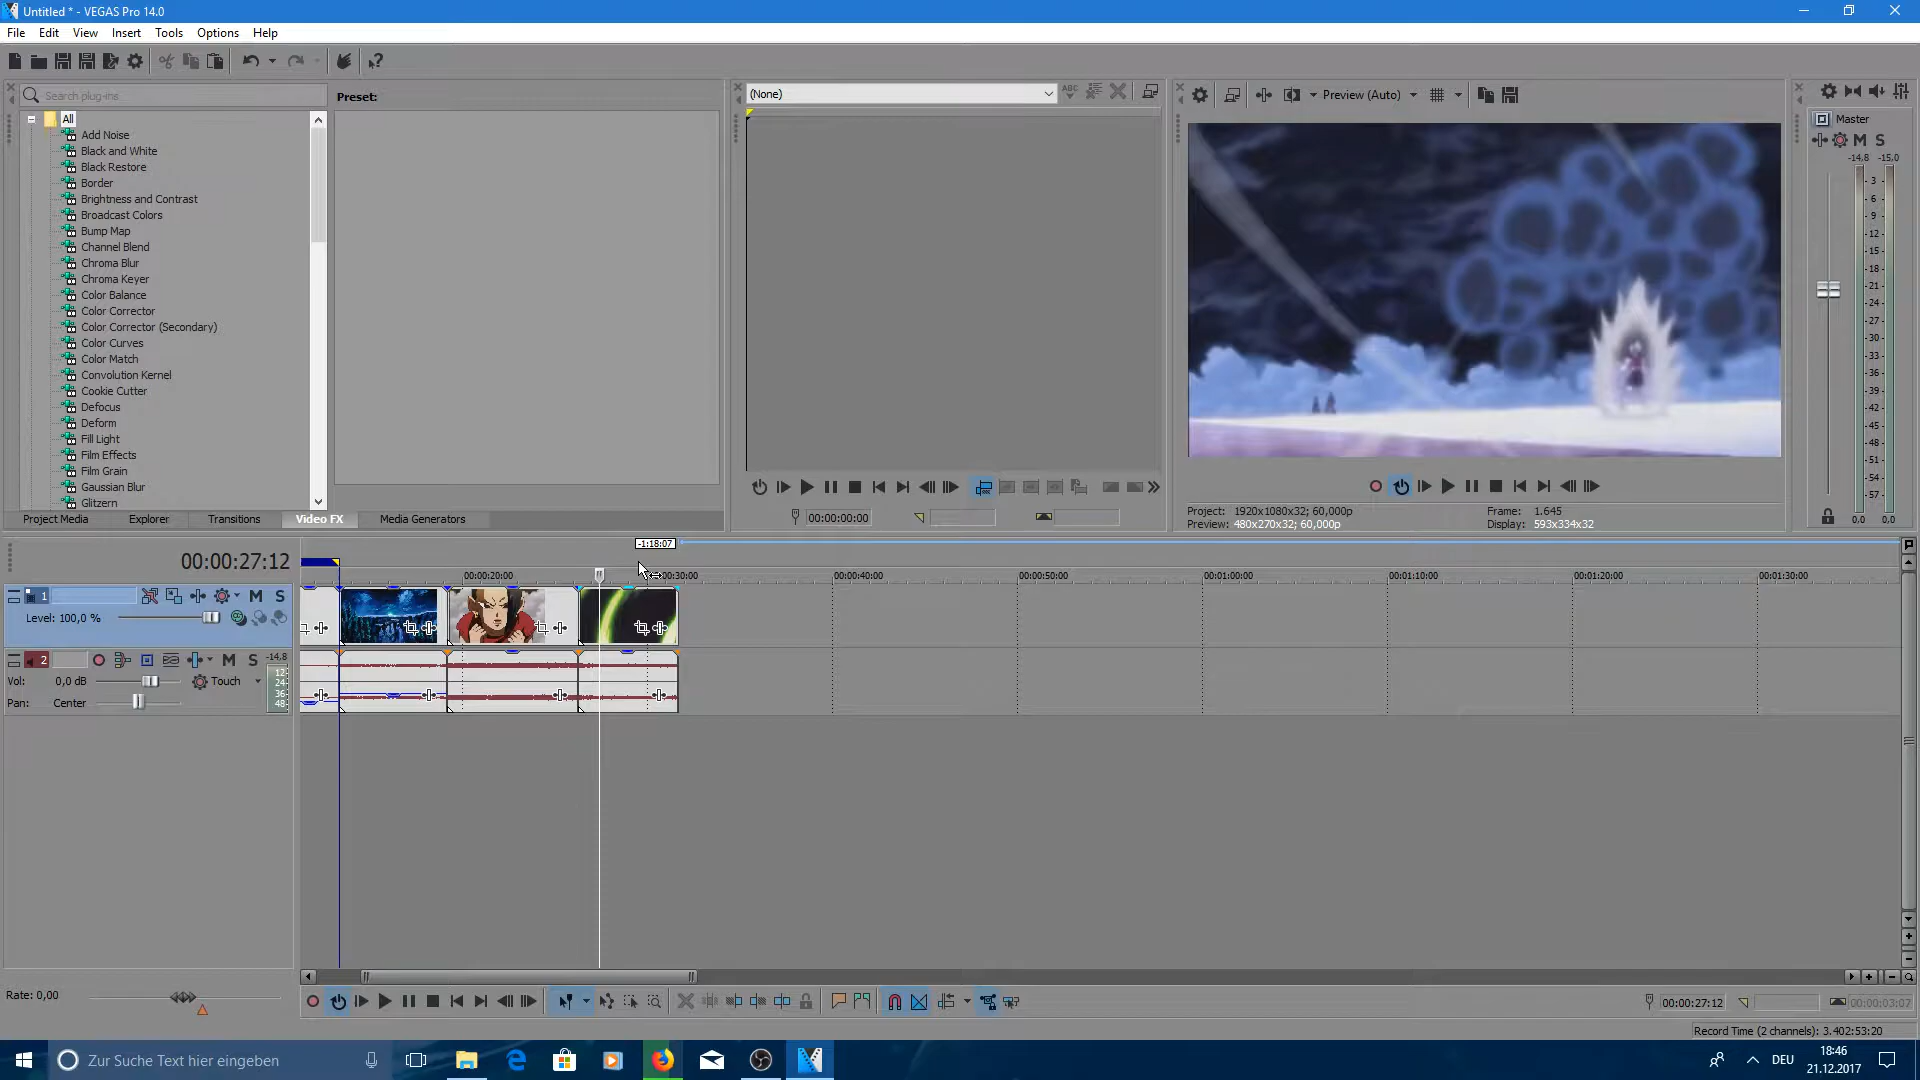 Untitled * - VEGAS Pro 14.0
File Edit View Insert Tools Options Help
Search plug-ins
Preset:
All
Add Noise
Black and White
Black Restore
Border
Brightness and Contrast
Broadcast Colors
Bump Map
Channel Blend
Chroma Blur
Chroma Keyer
Color Balance
Color Corrector
Color Corrector (Secondary)
Color Curves
Color Match
Convolution Kernel
Cookie Cutter
Defocus
Deform
Fill Light
Film Effects
Film Grain
Gaussian Blur
Glitzern
Project Media Explorer Transitions Video FX Media Generators
(None)
00:00:00:00
Preview (Auto)
Project: 1920x1080x32; 60,000p
Preview: 480x270x32; 60,000p
Frame: 1.645
Display: 593x334x32
Master
M S
-14,8 -15,0
- 3 -
- 6 -
- 9 -
- 12 -
- 15 -
- 18 -
- 21 -
- 24 -
- 27 -
- 30 -
- 33 -
- 36 -
- 39 -
- 42 -
- 45 -
- 48 -
- 51 -
- 54 -
- 57 -
0,0 0,0
00:00:27:12
-1:18:07
00:00:20:00 00:00:30:00 00:00:40:00 00:00:50:00 00:01:00:00 00:01:10:00 00:01:20:00 00:01:30:00
1 M S
Level: 100,0 %
2 M S -14,8
Vol: 0,0 dB Touch
Pan: Center
12
24
36
48
Rate: 0,00
00:00:27:12
00:00:03:07
Record Time (2 channels): 3.402:53:20
Zur Suche Text hier eingeben
DEU
18:46
21.12.2017